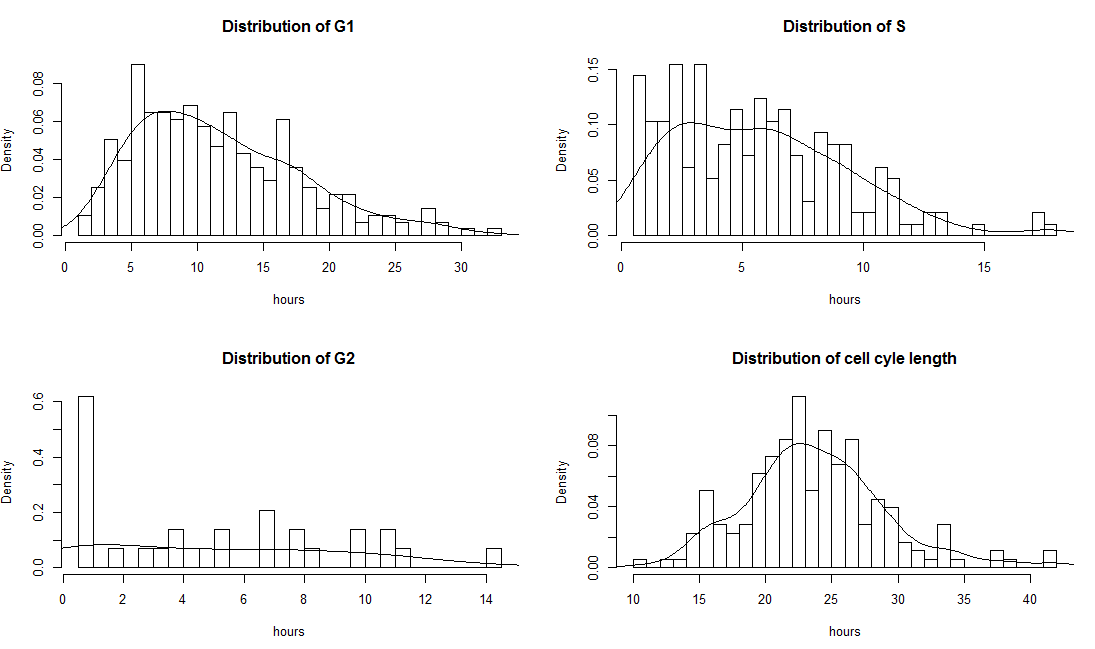 Distribution of G1
Density
0.00 0.02 0.04 0.06 0.08
0 5 10 15 20 25 30
hours
Distribution of S
Density
0.00 0.05 0.10 0.15
0 5 10 15
hours
Distribution of G2
Density
0.0 0.2 0.4 0.6
0 2 4 6 8 10 12 14
hours
Distribution of cell cyle length
Density
0.00 0.04 0.08
10 15 20 25 30 35 40
hours